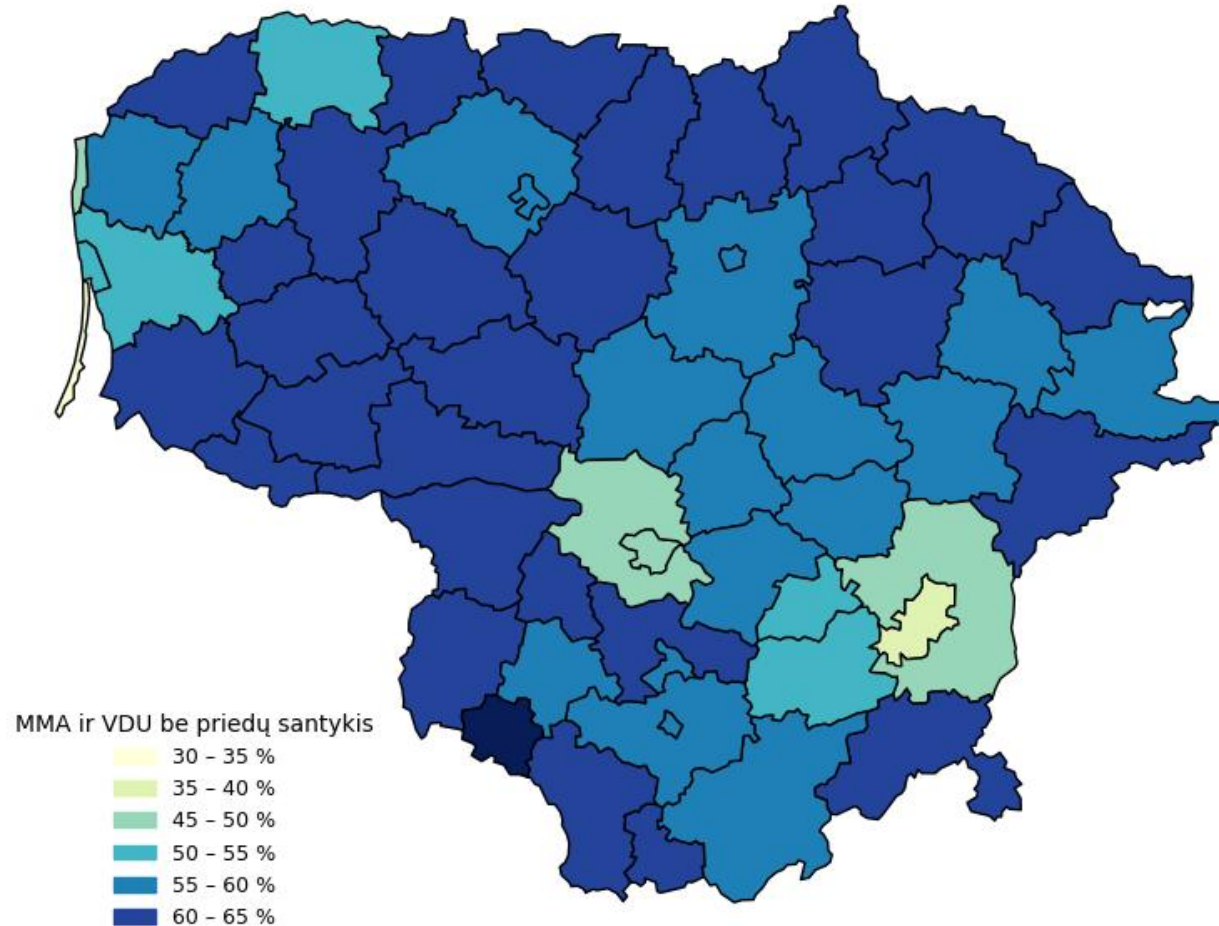 MMA ir VDU be priedų santykis
30 – 35 %
35 – 40 %
45 – 50 %
50 – 55 %
55 – 60 %
60 – 65 %